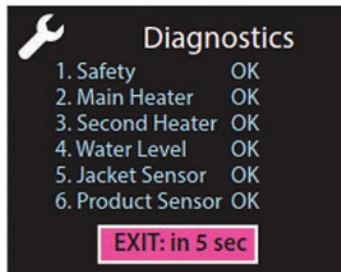 Diagnostics
1. Safety OK
2. Main Heater OK
3. Second Heater OK
4. Water Level OK
5. Jacket Sensor OK
6. Product Sensor OK
EXIT: in 5 sec